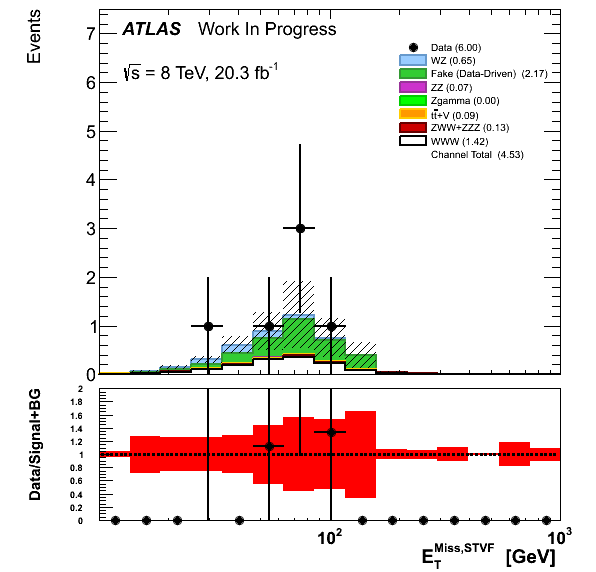 Events
ATLAS Work In Progress
√s = 8 TeV, 20.3 fb⁻¹
Data (6.00)
WZ (0.65)
Fake (Data-Driven) (2.17)
ZZ (0.07)
Zgamma (0.00)
tt̄+V (0.09)
ZWW+ZZZ (0.13)
WWW (1.42)
Channel Total (4.53)
7
6
5
4
3
2
1
0
Data/Signal+BG
2
1.8
1.6
1.4
1.2
1
0.8
0.6
0.4
0.2
0
10² 10³
E_T^Miss,STVF [GeV]